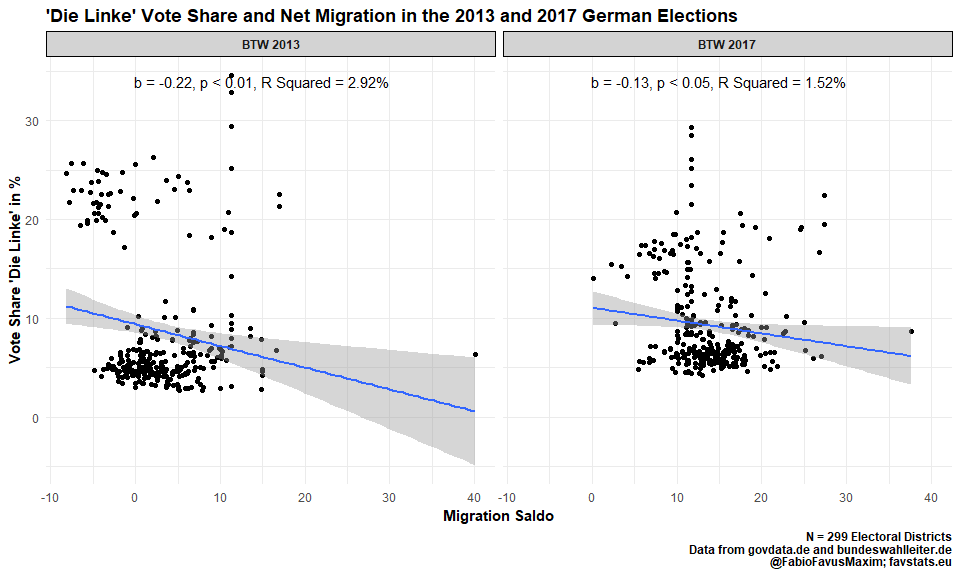 'Die Linke' Vote Share and Net Migration in the 2013 and 2017 German Elections
BTW 2013
BTW 2017
b = -0.22, p < 0.01, R Squared = 2.92%
b = -0.13, p < 0.05, R Squared = 1.52%
Vote Share 'Die Linke' in %
30
20
10
0
-10 0 10 20 30 40
-10 0 10 20 30 40
Migration Saldo
N = 299 Electoral Districts
Data from govdata.de and bundeswahlleiter.de
@FabioFavusMaxim; favstats.eu